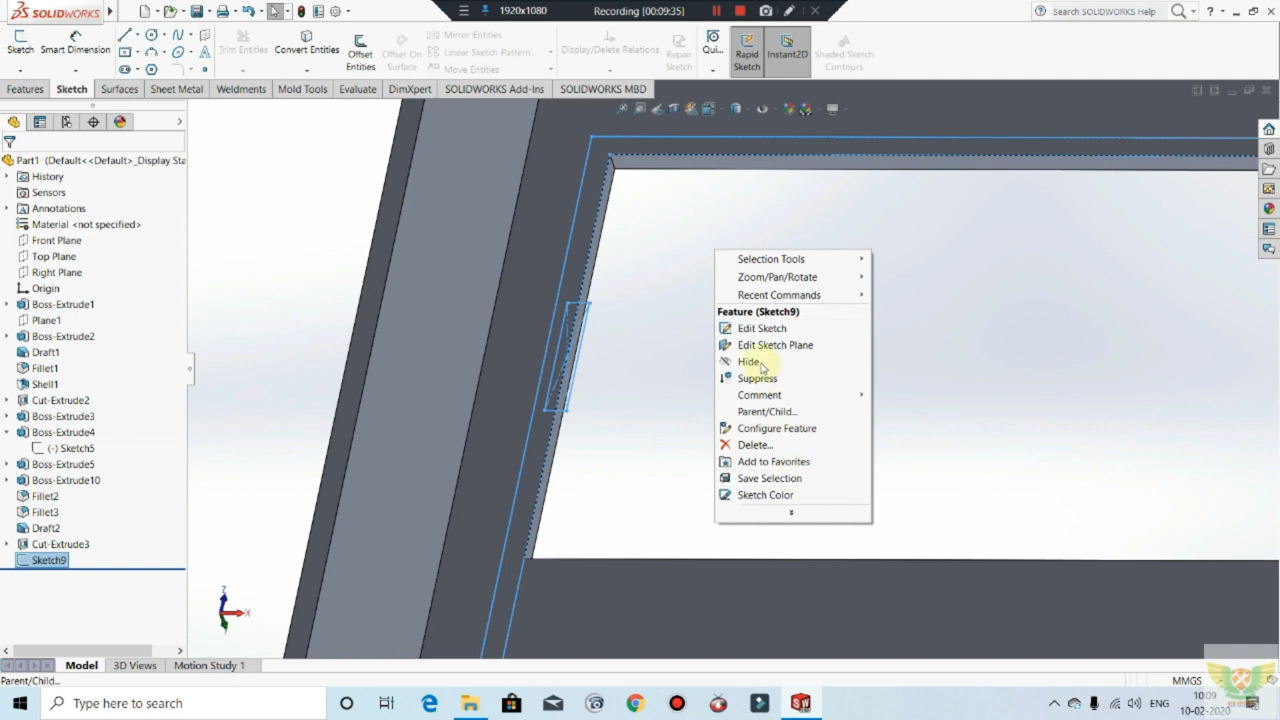 SOLIDWORKS
1920x1080
Recording [00:09:35]
Search SOLIDWORKS Help
Sketch
Smart Dimension
Trim Entities
Convert Entities
Offset Entities
Offset On Surface
Mirror Entities
Linear Sketch Pattern
Move Entities
Display/Delete Relations
Repair Sketch
Qui...
Rapid Sketch
Instant2D
Shaded Sketch Contours
Features
Sketch
Surfaces
Sheet Metal
Weldments
Mold Tools
Evaluate
DimXpert
SOLIDWORKS Add-Ins
SOLIDWORKS MBD
Part1 (Default<<Default>_Display Sta
History
Sensors
Annotations
Material <not specified>
Front Plane
Top Plane
Right Plane
Origin
Boss-Extrude1
Plane1
Boss-Extrude2
Draft1
Fillet1
Shell1
Cut-Extrude2
Boss-Extrude3
Boss-Extrude4
(-) Sketch5
Boss-Extrude5
Boss-Extrude10
Fillet2
Fillet3
Draft2
Cut-Extrude3
Sketch9
Selection Tools
Zoom/Pan/Rotate
Recent Commands
Feature (Sketch9)
Edit Sketch
Edit Sketch Plane
Hide
Suppress
Comment
Parent/Child...
Configure Feature
Delete...
Add to Favorites
Save Selection
Sketch Color
Z
X
Y
Model
3D Views
Motion Study 1
Parent/Child...
MMGS
Type here to search
ENG
10:09
10-02-2020